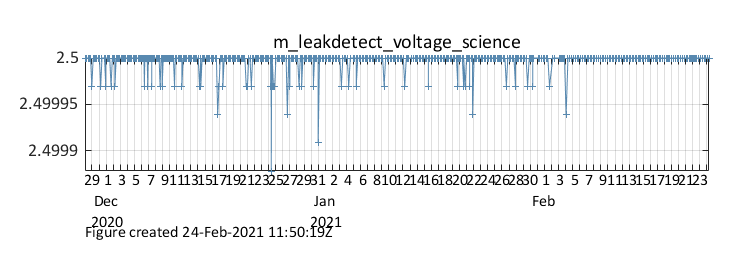 m_leakdetect_voltage_science
2.5
2.49995
2.4999
29 1 3 5 7 9 11 13 15 17 19 21 23 25 27 29 31 2 4 6 8 10 12 14 16 18 20 22 24 26 28 30 1 3 5 7 9 11 13 15 17 19 21 23
Dec Jan Feb
2020 2021
Figure created 24-Feb-2021 11:50:19Z